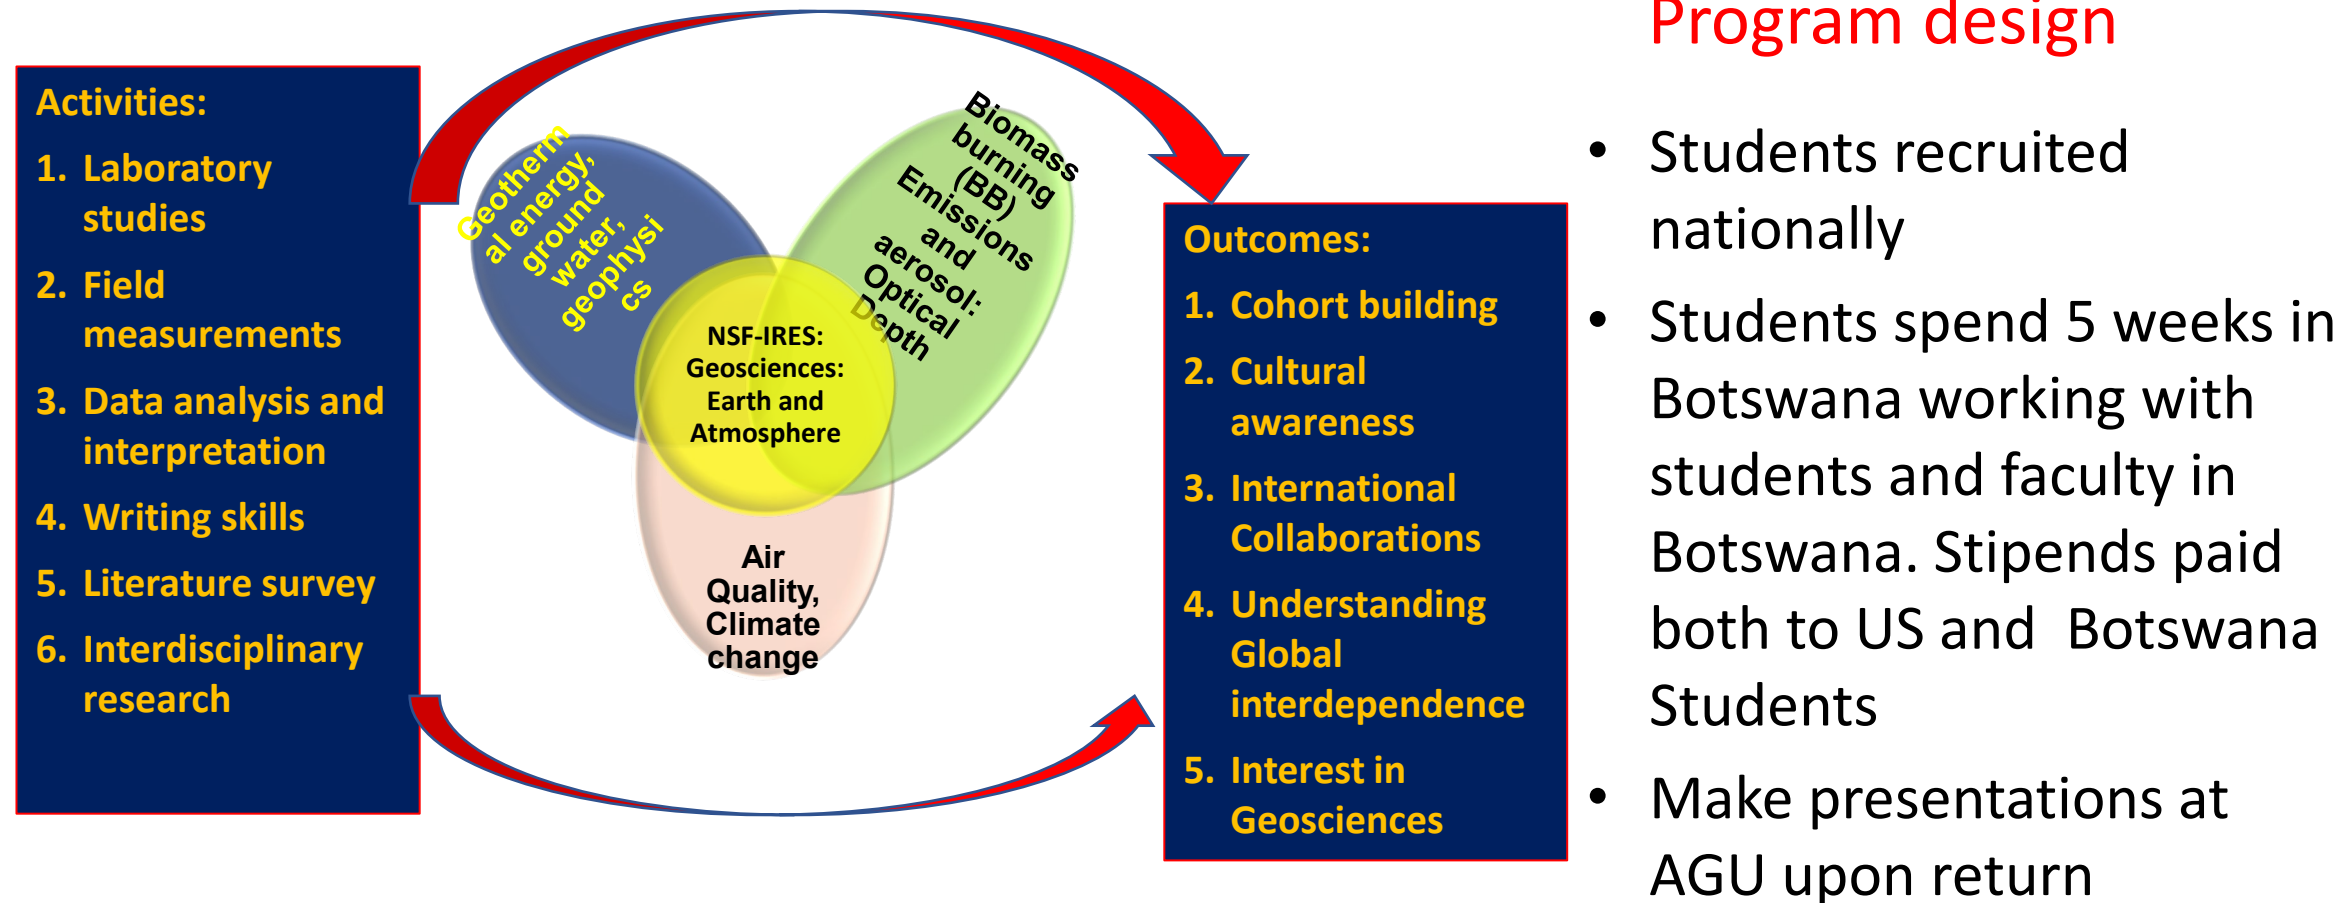 Program design
Activities:
1. Laboratory
studies
2. Field
measurements
3. Data analysis and
interpretation
4. Writing skills
5. Literature survey
6. Interdisciplinary
research
Geotherm
al energy,
ground
water,
geophysi
cs
Biomass
burning
(BB)
Emissions
and
aerosol:
Optical
Depth
NSF-IRES:
Geosciences:
Earth and
Atmosphere
Air
Quality,
Climate
change
Outcomes:
1. Cohort building
2. Cultural
awareness
3. International
Collaborations
4. Understanding
Global
interdependence
5. Interest in
Geosciences
• Students recruited
nationally
• Students spend 5 weeks in
Botswana working with
students and faculty in
Botswana. Stipends paid
both to US and  Botswana
Students
• Make presentations at
AGU upon return